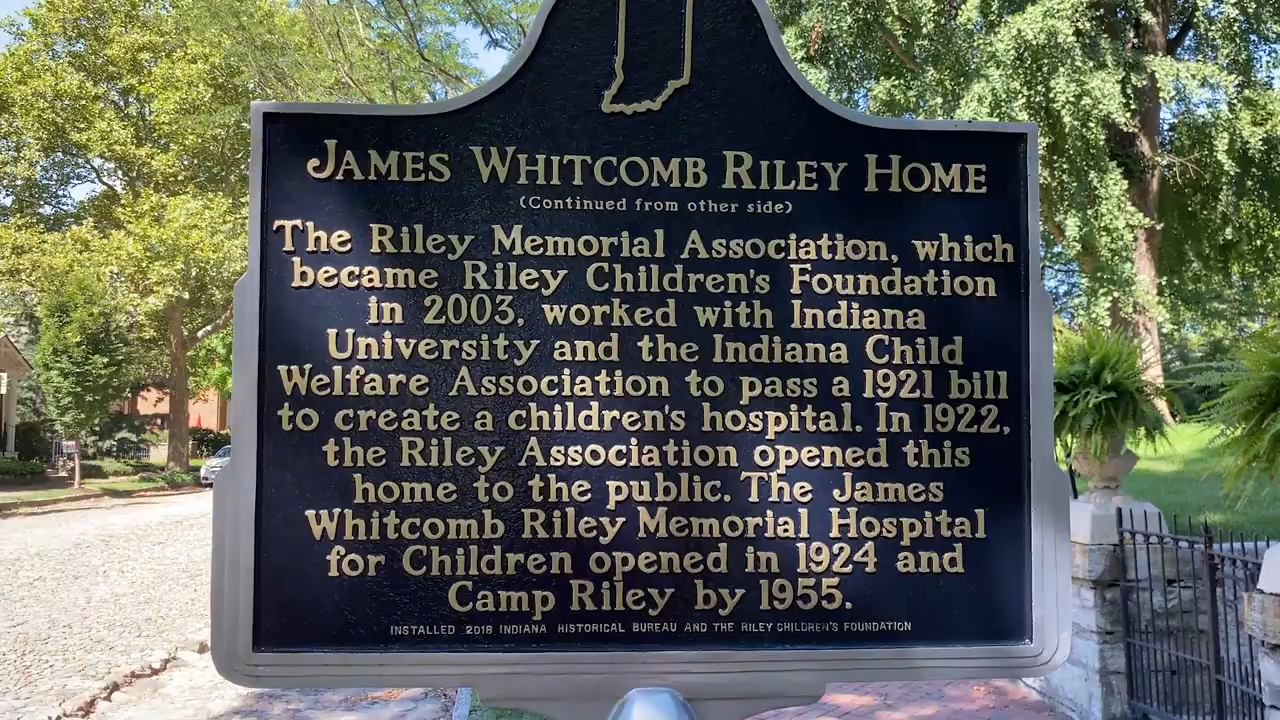 JAMES WHITCOMB RILEY HOME
(Continued from other side)
The Riley Memorial Association, which
became Riley Children's Foundation
in 2003, worked with Indiana
University and the Indiana Child
Welfare Association to pass a 1921 bill
to create a children's hospital. In 1922,
the Riley Association opened this
home to the public. The James
Whitcomb Riley Memorial Hospital
for Children opened in 1924 and
Camp Riley by 1955.
INSTALLED 2018 INDIANA HISTORICAL BUREAU AND THE RILEY CHILDREN'S FOUNDATION